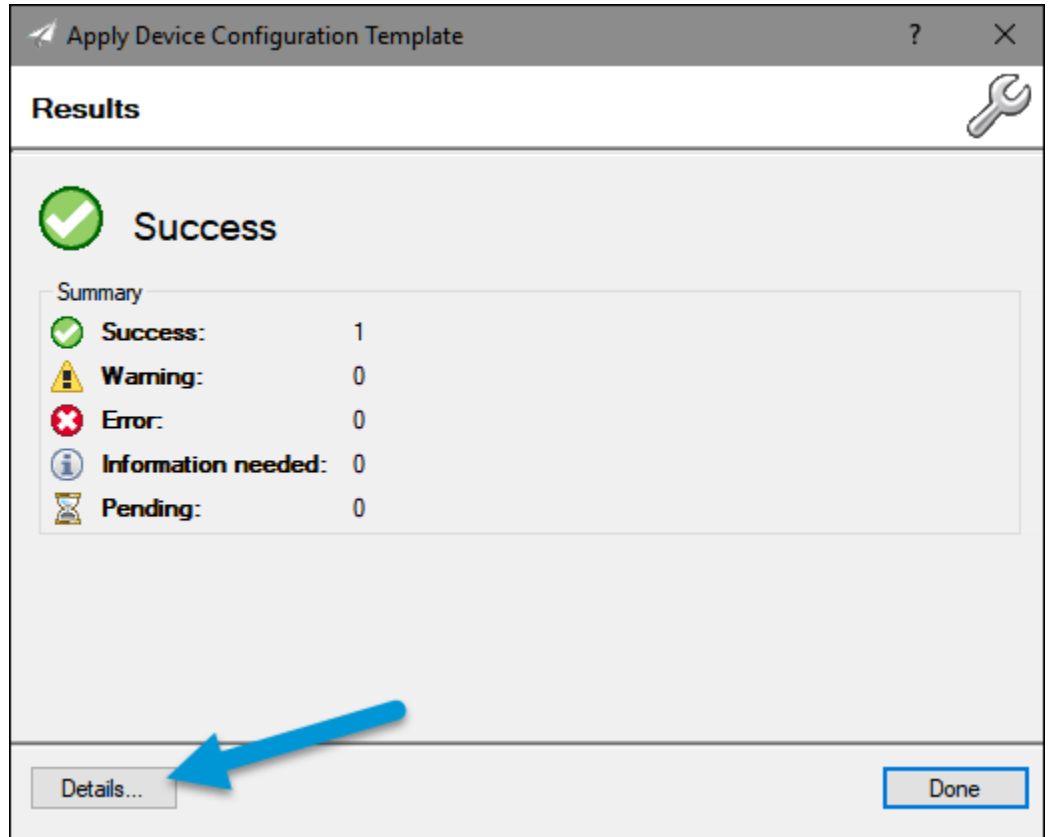 Apply Device Configuration Template ?
Results
Success
Summary
Success: 1
Warning: 0
Error: 0
Information needed: 0
Pending: 0
Details... Done